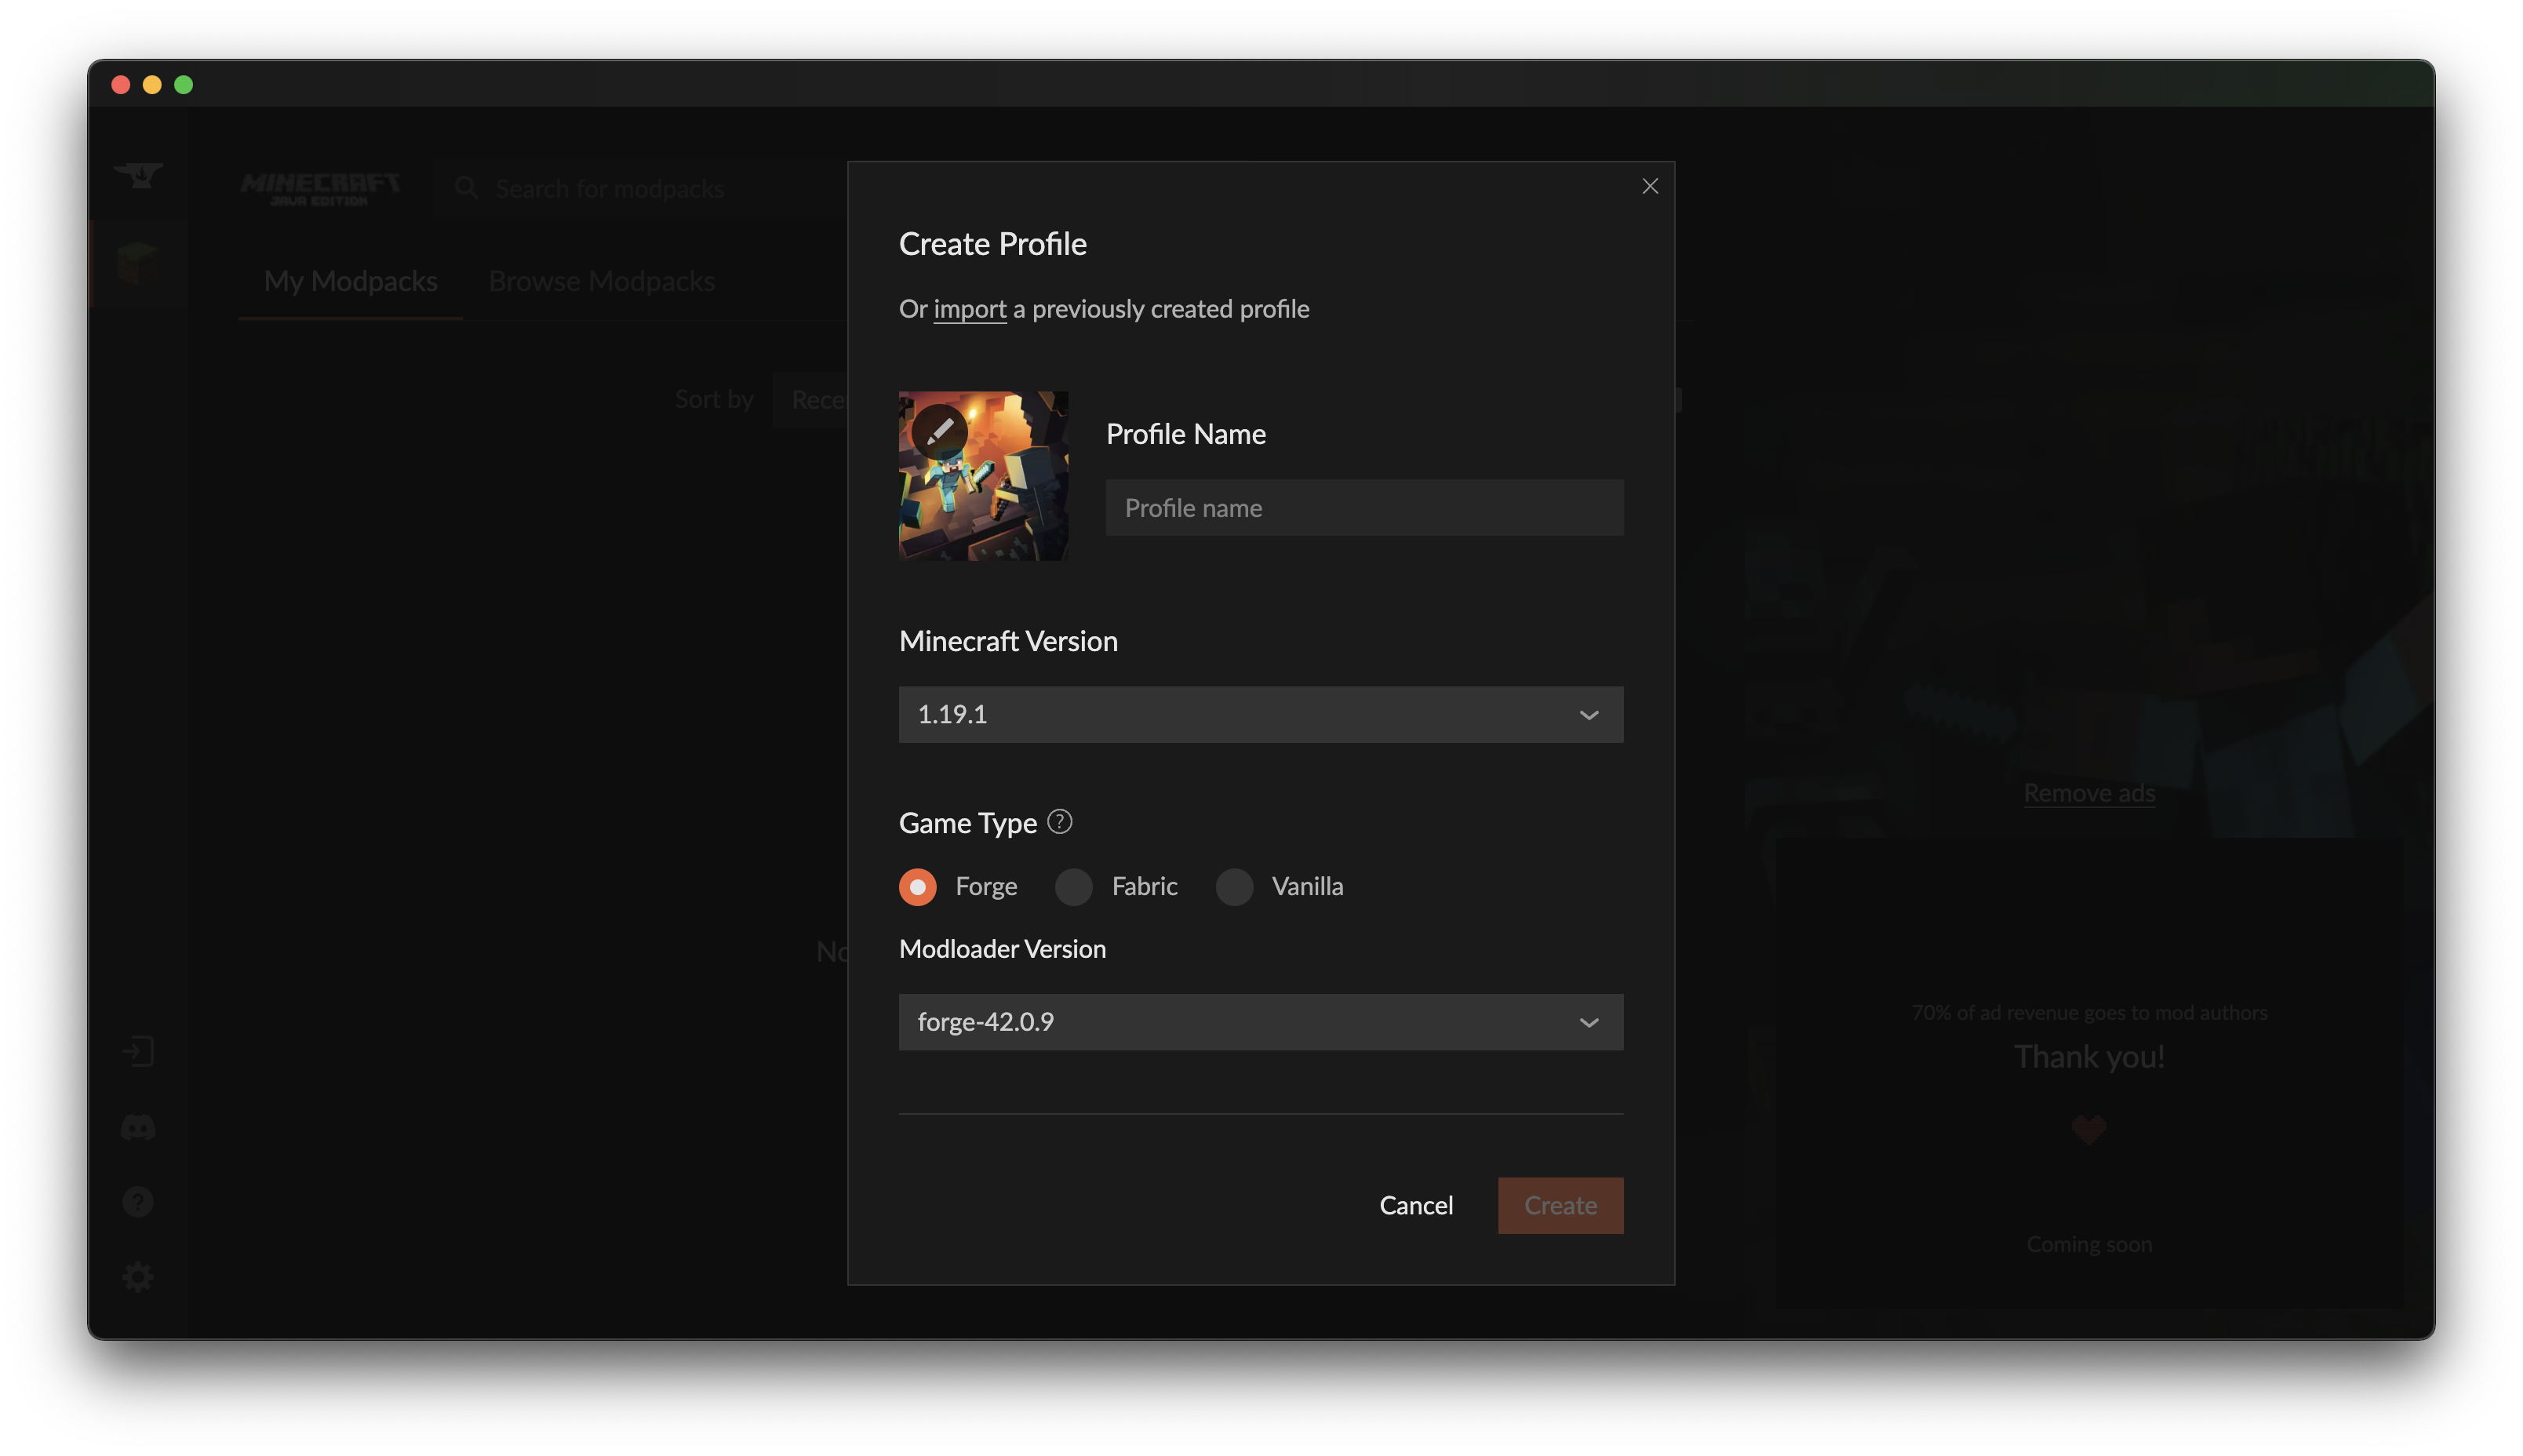 MINECRAFT
JAVA EDITION
Search for modpacks
My Modpacks
Browse Modpacks
Sort by
Create Profile
Or import a previously created profile
Profile Name
Profile name
Minecraft Version
1.19.1
Game Type ?
Forge
Fabric
Vanilla
Modloader Version
forge-42.0.9
Cancel
Create
Remove ads
70% of ad revenue goes to mod authors
Thank you!
Coming soon